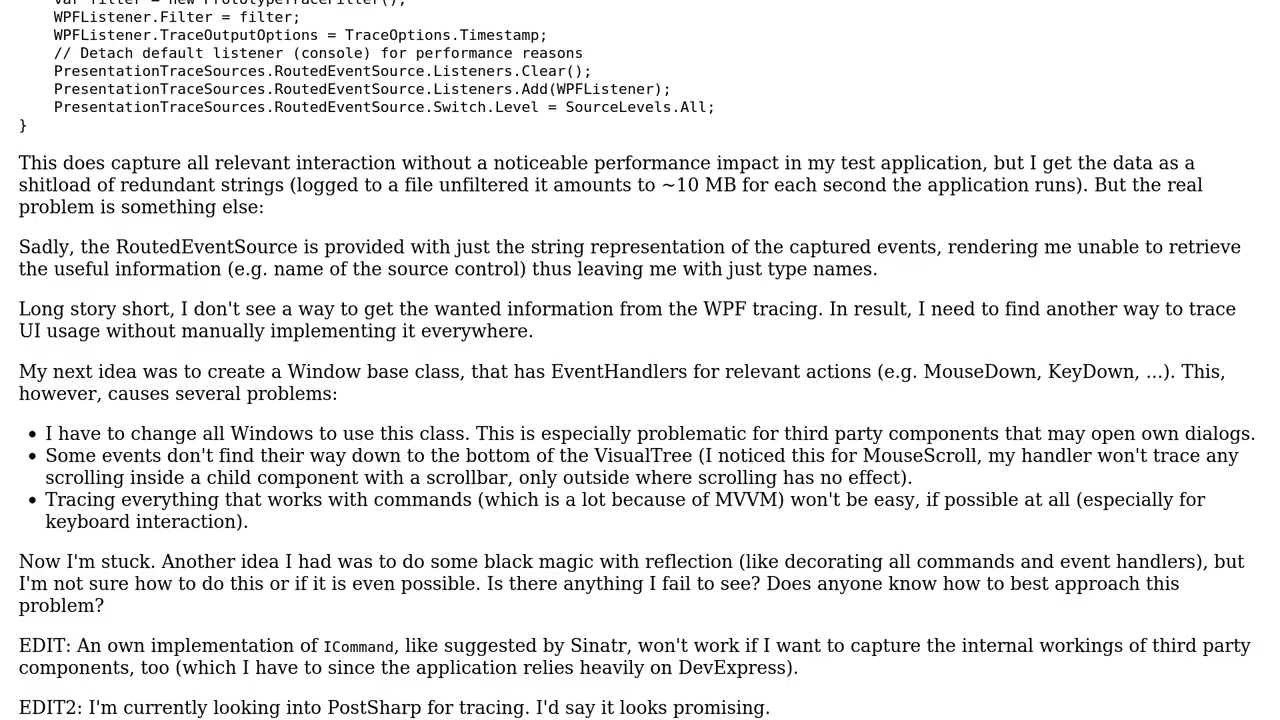 var filter = new PrototypeTraceFilter();
WPFListener.Filter = filter;
WPFListener.TraceOutputOptions = TraceOptions.Timestamp;
// Detach default listener (console) for performance reasons
PresentationTraceSources.RoutedEventSource.Listeners.Clear();
PresentationTraceSources.RoutedEventSource.Listeners.Add(WPFListener);
PresentationTraceSources.RoutedEventSource.Switch.Level = SourceLevels.All;
}
This does capture all relevant interaction without a noticeable performance impact in my test application, but I get the data as a
shitload of redundant strings (logged to a file unfiltered it amounts to ~10 MB for each second the application runs). But the real
problem is something else:
Sadly, the RoutedEventSource is provided with just the string representation of the captured events, rendering me unable to retrieve
the useful information (e.g. name of the source control) thus leaving me with just type names.
Long story short, I don't see a way to get the wanted information from the WPF tracing. In result, I need to find another way to trace
UI usage without manually implementing it everywhere.
My next idea was to create a Window base class, that has EventHandlers for relevant actions (e.g. MouseDown, KeyDown, ...). This,
however, causes several problems:
• I have to change all Windows to use this class. This is especially problematic for third party components that may open own dialogs.
• Some events don't find their way down to the bottom of the VisualTree (I noticed this for MouseScroll, my handler won't trace any
scrolling inside a child component with a scrollbar, only outside where scrolling has no effect).
• Tracing everything that works with commands (which is a lot because of MVVM) won't be easy, if possible at all (especially for
keyboard interaction).
Now I'm stuck. Another idea I had was to do some black magic with reflection (like decorating all commands and event handlers), but
I'm not sure how to do this or if it is even possible. Is there anything I fail to see? Does anyone know how to best approach this
problem?
EDIT: An own implementation of ICommand, like suggested by Sinatr, won't work if I want to capture the internal workings of third party
components, too (which I have to since the application relies heavily on DevExpress).
EDIT2: I'm currently looking into PostSharp for tracing. I'd say it looks promising.